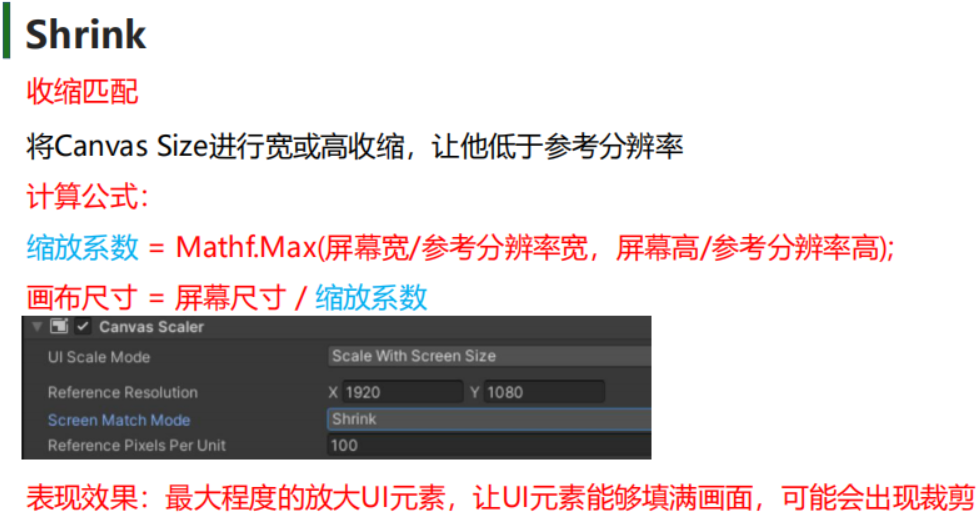 Shrink
收缩匹配
将Canvas Size进行宽或高收缩，让他低于参考分辨率
计算公式：
缩放系数 = Mathf.Max(屏幕宽/参考分辨率宽，屏幕高/参考分辨率高);
画布尺寸 = 屏幕尺寸 / 缩放系数
Canvas Scaler
UI Scale Mode Scale With Screen Size
Reference Resolution X 1920 Y 1080
Screen Match Mode Shrink
Reference Pixels Per Unit 100
表现效果：最大程度的放大UI元素，让UI元素能够填满画面，可能会出现裁剪